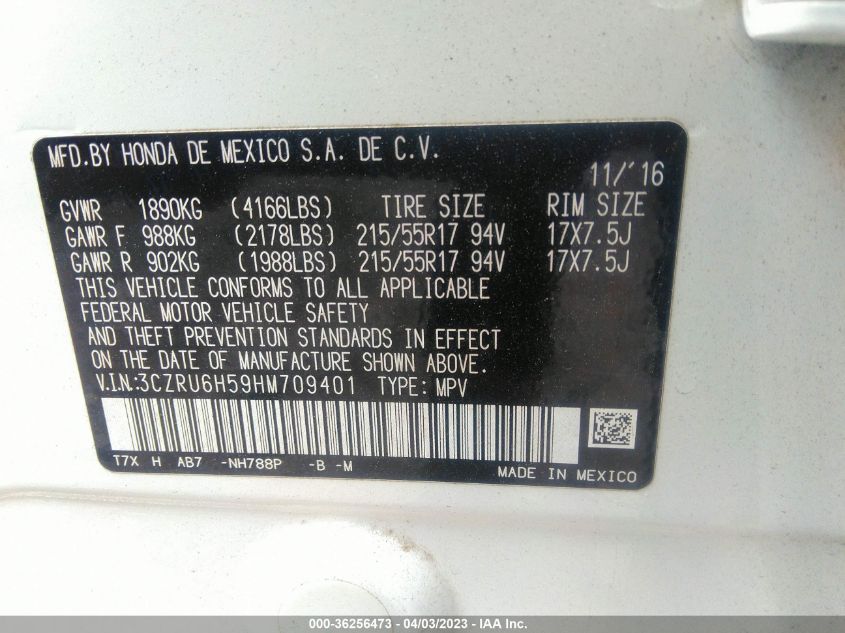 MFD.BY HONDA DE MEXICO S.A. DE C.V.
11/'16
GVWR 1890KG (4166LBS) TIRE SIZE RIM SIZE
GAWR F 988KG (2178LBS) 215/55R17 94V 17X7.5J
GAWR R 902KG (1988LBS) 215/55R17 94V 17X7.5J
THIS VEHICLE CONFORMS TO ALL APPLICABLE
FEDERAL MOTOR VEHICLE SAFETY
AND THEFT PREVENTION STANDARDS IN EFFECT
ON THE DATE OF MANUFACTURE SHOWN ABOVE.
V.I.N.:3CZRU6H59HM709401 TYPE: MPV
T7X H AB7 -NH788P -B -M
MADE IN MEXICO
000-36256473 - 04/03/2023 - IAA Inc.